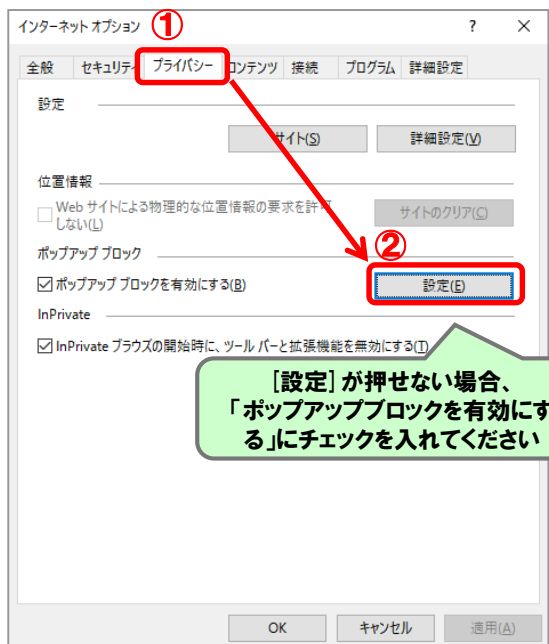 インターネット オプション ① ? ×
全般 セキュリティ プライバシー コンテンツ 接続 プログラム 詳細設定
設定
サイト(S) 詳細設定(V)
位置情報
Web サイトによる物理的な位置情報の要求を許可
しない(L)
サイトのクリア(C)
ポップアップ ブロック
②
ポップアップ ブロックを有効にする(B) 設定(E)
InPrivate
InPrivate ブラウズの開始時に、ツール バーと拡張機能を無効にする(T)
[設定] が押せない場合、
「ポップアップブロックを有効にす
る」にチェックを入れてください
OK キャンセル 適用(A)